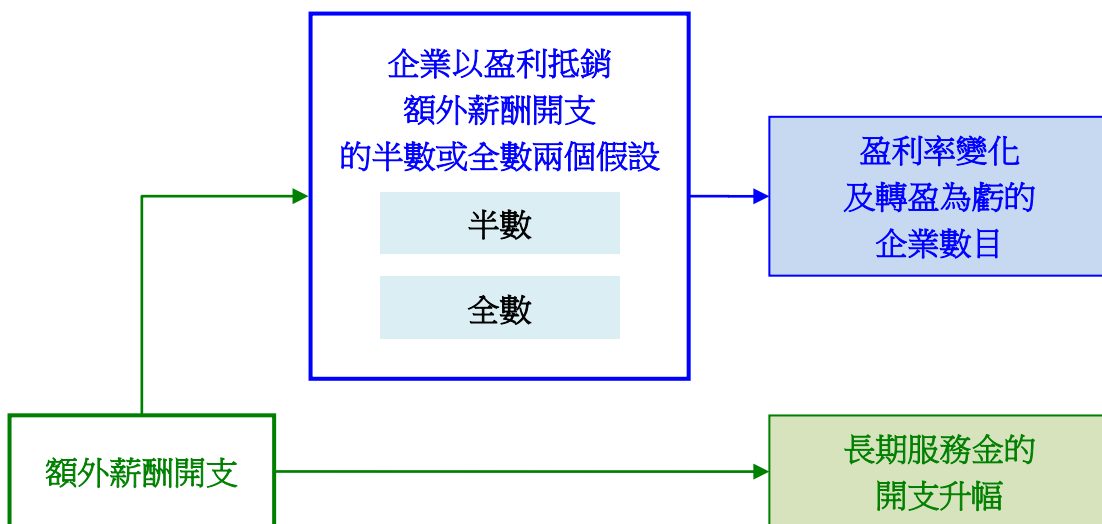 企業以盈利抵銷
額外薪酬開支
的半數或全數兩個假設
半數
全數
盈利率變化
及轉盈為虧的
企業數目
額外薪酬開支
長期服務金的
開支升幅